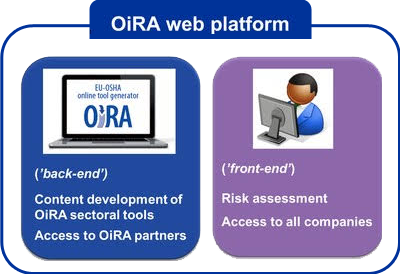 OiRA web platform
EU-OSHA
online tool generator
OiRA
('back-end')
Content development of
OiRA sectoral tools
Access to OiRA partners
('front-end')
Risk assessment
Access to all companies